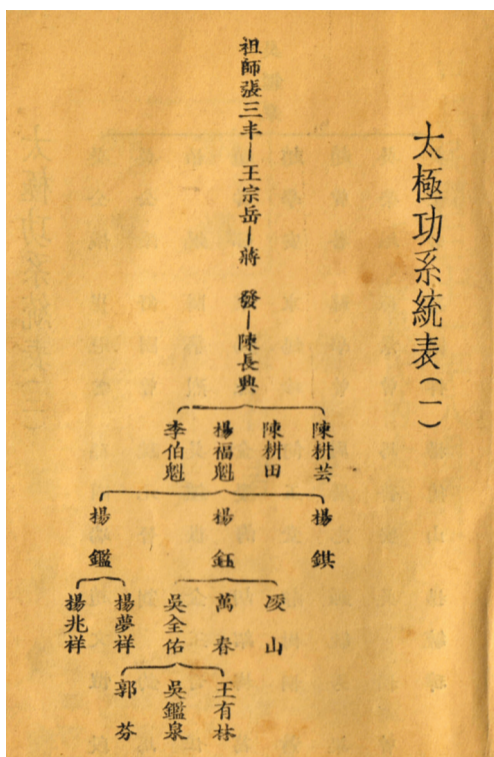 太極功系統表(一)
祖師張三丰—王宗岳—蔣 發—陳長典
陳耕芸
陳耕田
楊福魁
李伯魁
楊 錤
楊 鈺
楊 鑑
凌 山
萬 春
吳全佑
楊夢祥
楊兆祥
王有林
吳鑑泉
郭 芬